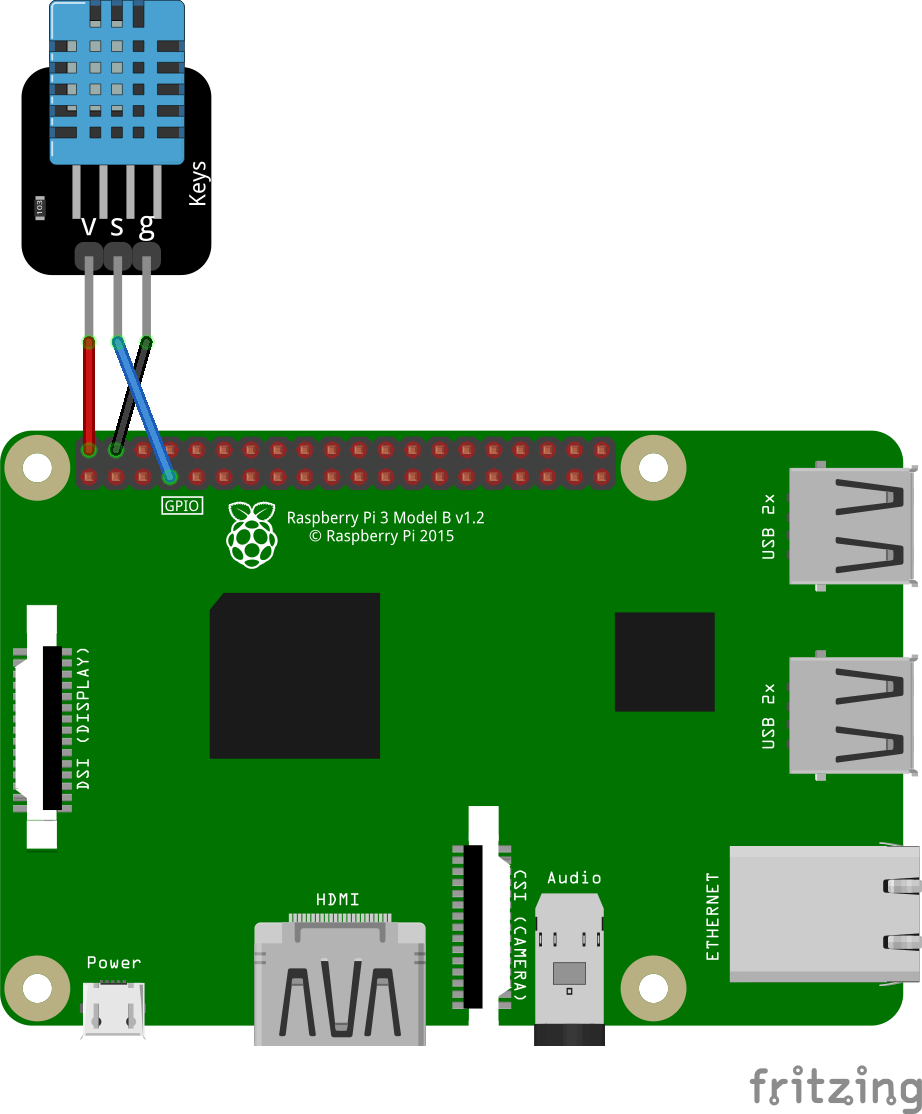 Keys
103
v s g
GPIO
Raspberry Pi 3 Model B v1.2
© Raspberry Pi 2015
USB 2x
DSI (DISPLAY)
USB 2x
CSI (CAMERA)
Audio
ETHERNET
HDMI
Power
fritzing